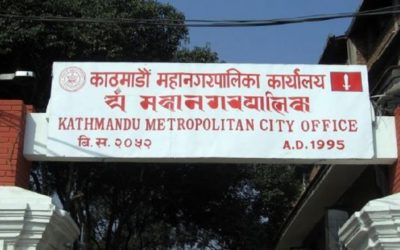 काठमाडौं महानगरपालिका कार्यालय
यँ महानगरपालिका
KATHMANDU METROPOLITAN CITY OFFICE
वि.स. २०५२ A.D. 1995